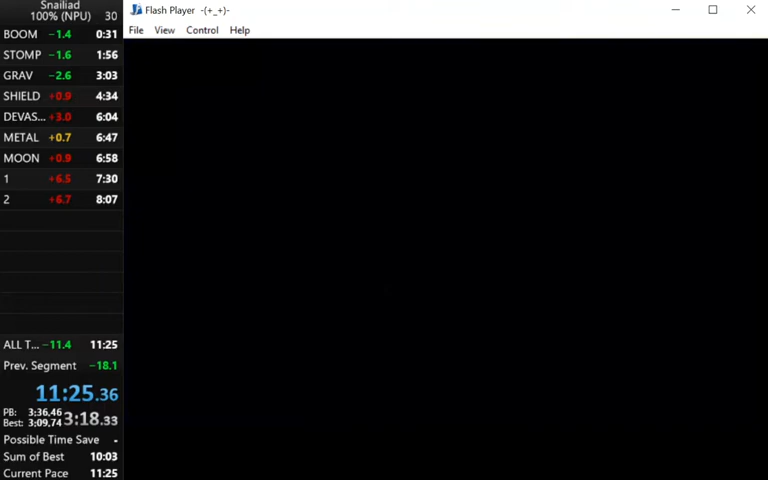 Snailiad
100% (NPU) 30
BOOM -1.4 0:31
STOMP -1.6 1:56
GRAV -2.6 3:03
SHIELD +0.9 4:34
DEVAS... +3.0 6:04
METAL +0.7 6:47
MOON +0.9 6:58
1 +6.5 7:30
2 +6.7 8:07
ALL T... -11.4 11:25
Prev. Segment -18.1
11:25.36
PB: 3:36,46
Best: 3:09,74 3:18.33
Possible Time Save -
Sum of Best 10:03
Current Pace 11:25
Flash Player -(+_+)-
File View Control Help